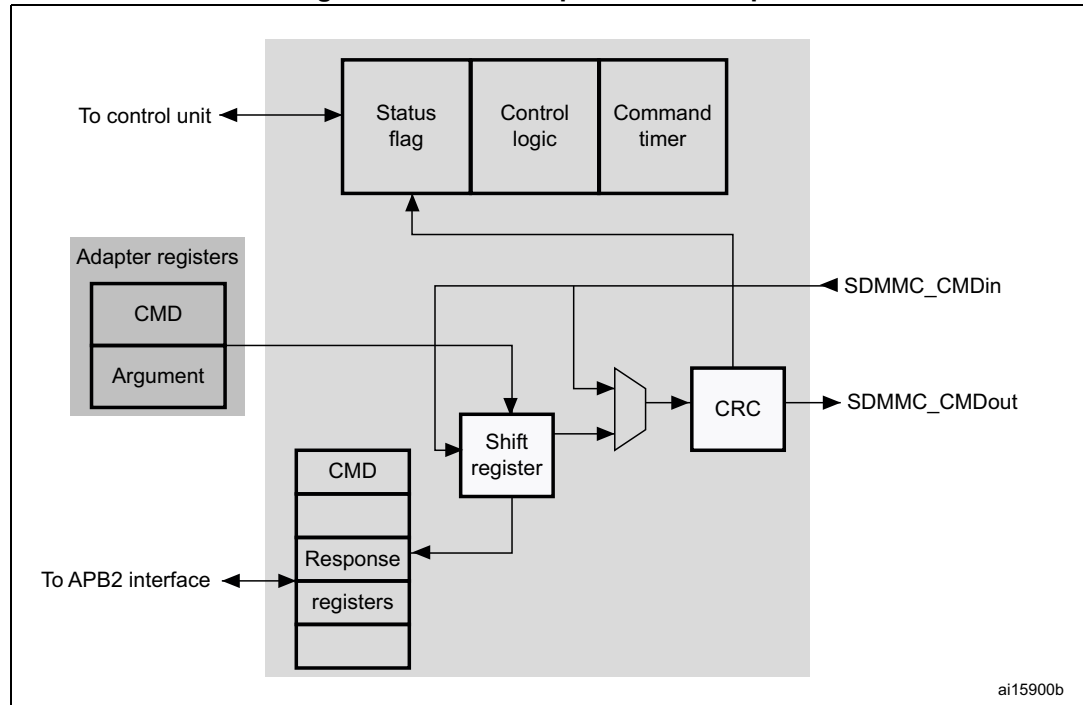 To control unit
Status
flag
Control
logic
Command
timer
Adapter registers
CMD
Argument
SDMMC_CMDin
CRC
SDMMC_CMDout
Shift
register
CMD
Response
registers
To APB2 interface
ai15900b